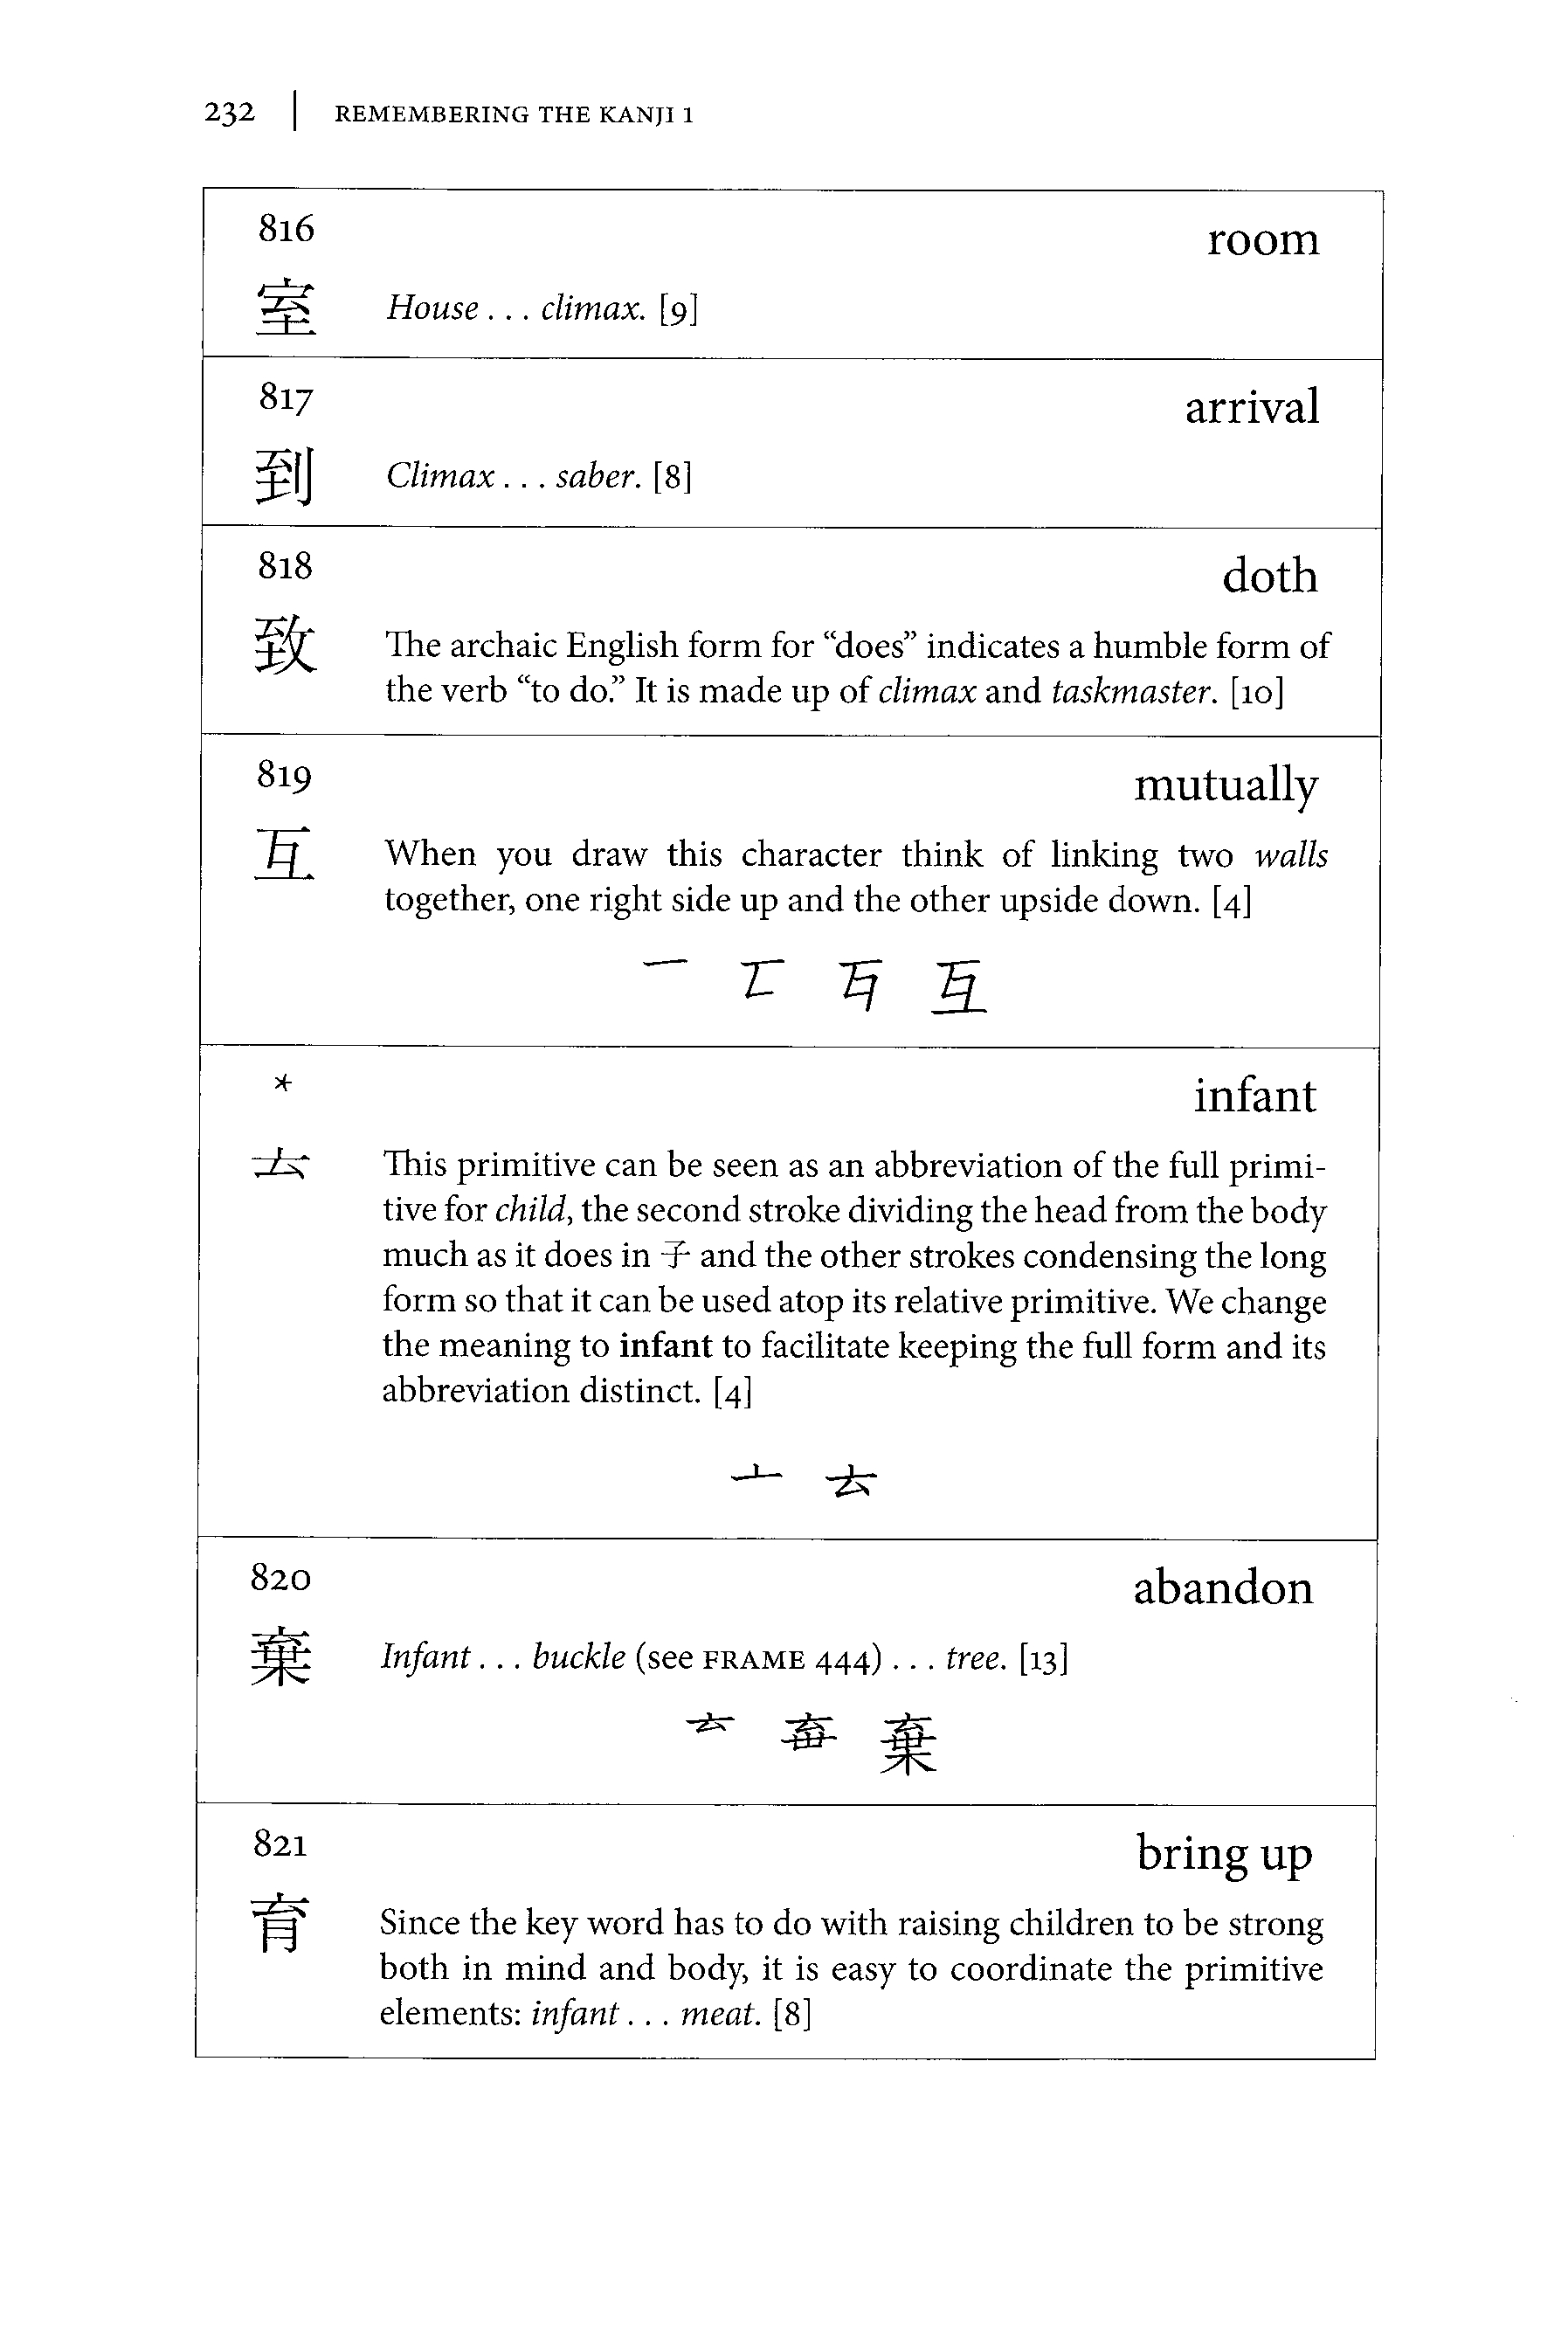 232 | REMEMBERING THE KANJI 1
816
room
室
House . . . climax. [9]
817
arrival
到
Climax . . . saber. [8]
818
doth
致
The archaic English form for “does” indicates a humble form of
the verb “to do.” It is made up of climax and taskmaster. [10]
819
mutually
互
When you draw this character think of linking two walls
together, one right side up and the other upside down. [4]
一 互
*
infant
𠫓
This primitive can be seen as an abbreviation of the full primi-
tive for child, the second stroke dividing the head from the body
much as it does in 子 and the other strokes condensing the long
form so that it can be used atop its relative primitive. We change
the meaning to infant to facilitate keeping the full form and its
abbreviation distinct. [4]
亠 𠫓
820
abandon
棄
Infant . . . buckle (see FRAME 444) . . . tree. [13]
𠫓 棄
821
bring up
育
Since the key word has to do with raising children to be strong
both in mind and body, it is easy to coordinate the primitive
elements: infant . . . meat. [8]